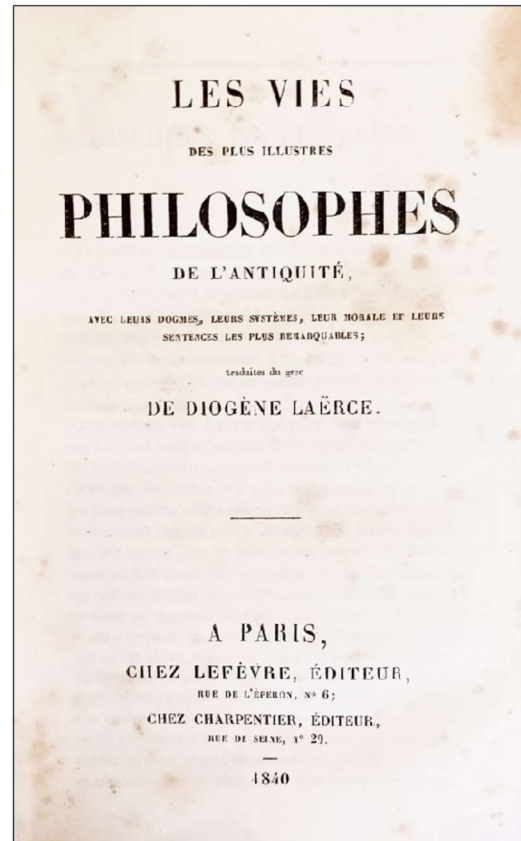 LES VIES
DES PLUS ILLUSTRES
PHILOSOPHES
DE L'ANTIQUITÉ,
AVEC LEURS DOGMES, LEURS SYSTÈMES, LEUR MORALE ET LEURS
SENTENCES LES PLUS REMARQUABLES;
traduites du grec
DE DIOGÈNE LAËRCE.
A PARIS,
CHEZ LEFÈVRE, ÉDITEUR,
RUE DE L'ÉPERON, Nº 6;
CHEZ CHARPENTIER, ÉDITEUR,
RUE DE SEINE, Nº 29.
1840